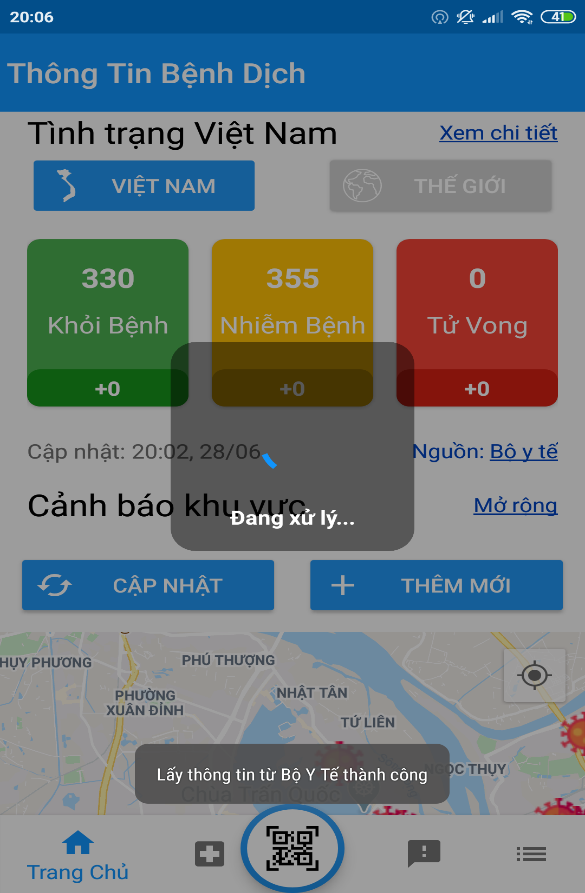 20:06
41
Thông Tin Bệnh Dịch
Tình trạng Việt Nam
Xem chi tiết
VIỆT NAM
THẾ GIỚI
330
Khỏi Bệnh
+0
355
Nhiễm Bệnh
+0
0
Tử Vong
+0
Cập nhật: 20:02, 28/06
Nguồn: Bộ y tế
Đang xử lý...
Cảnh báo khu vực
Mở rông
CẬP NHẬT
THÊM MỚI
HỤY PHƯƠNG
PHÚ THƯỢNG
PHƯỜNG
XUÂN ĐỈNH
NHẬT TÂN
TỨ LIÊN
NGỌC THỤY
Lấy thông tin từ Bộ Y Tế thành công
Chùa Trấn Quốc
Trang Chủ